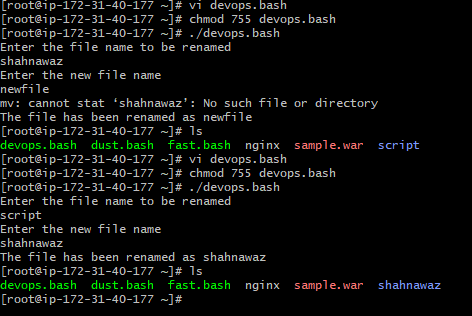 [root@ip-172-31-40-177 ~]# vi devops.bash
[root@ip-172-31-40-177 ~]# chmod 755 devops.bash
[root@ip-172-31-40-177 ~]# ./devops.bash
Enter the file name to be renamed
shahnawaz
Enter the new file name
newfile
mv: cannot stat ‘shahnawaz’: No such file or directory
The file has been renamed as newfile
[root@ip-172-31-40-177 ~]# ls
devops.bash  dust.bash  fast.bash  nginx  sample.war  script
[root@ip-172-31-40-177 ~]# vi devops.bash
[root@ip-172-31-40-177 ~]# chmod 755 devops.bash
[root@ip-172-31-40-177 ~]# ./devops.bash
Enter the file name to be renamed
script
Enter the new file name
shahnawaz
The file has been renamed as shahnawaz
[root@ip-172-31-40-177 ~]# ls
devops.bash  dust.bash  fast.bash  nginx  sample.war  shahnawaz
[root@ip-172-31-40-177 ~]#